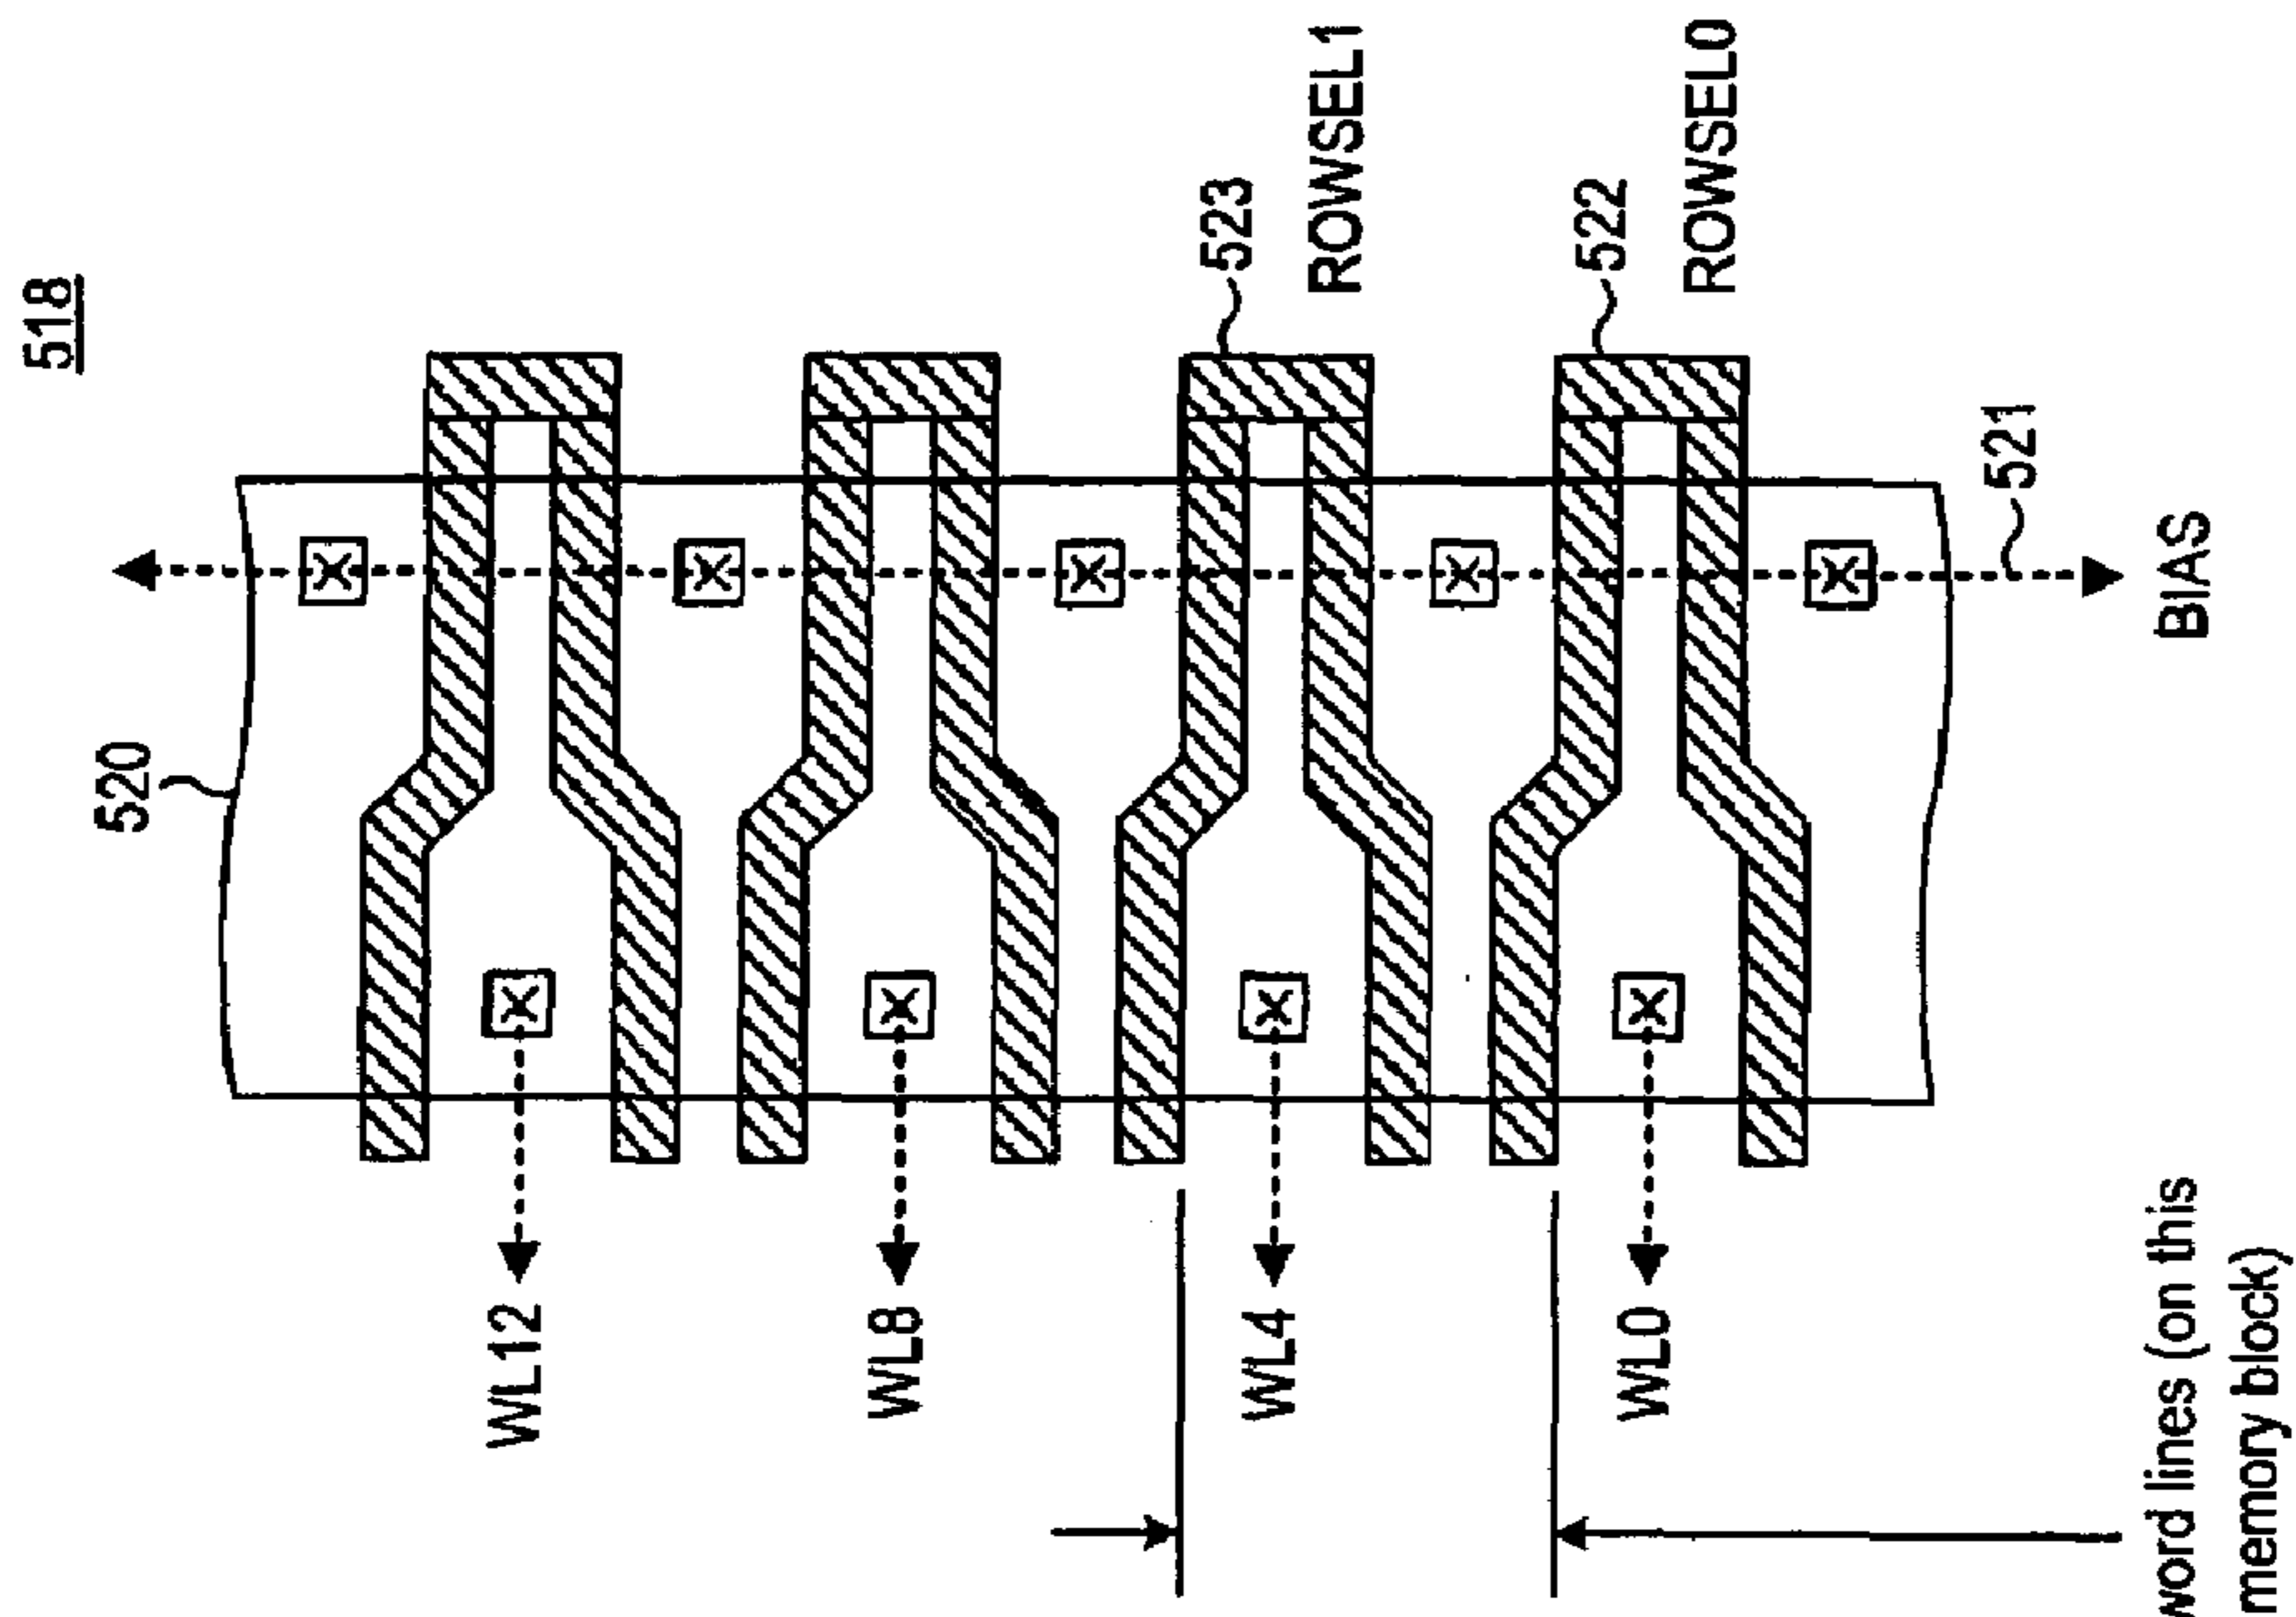 518
520
523
ROWSEL1
522
ROWSEL0
521
BIAS
WL12
WL8
WL4
WL0
word lines (on this
memory block)